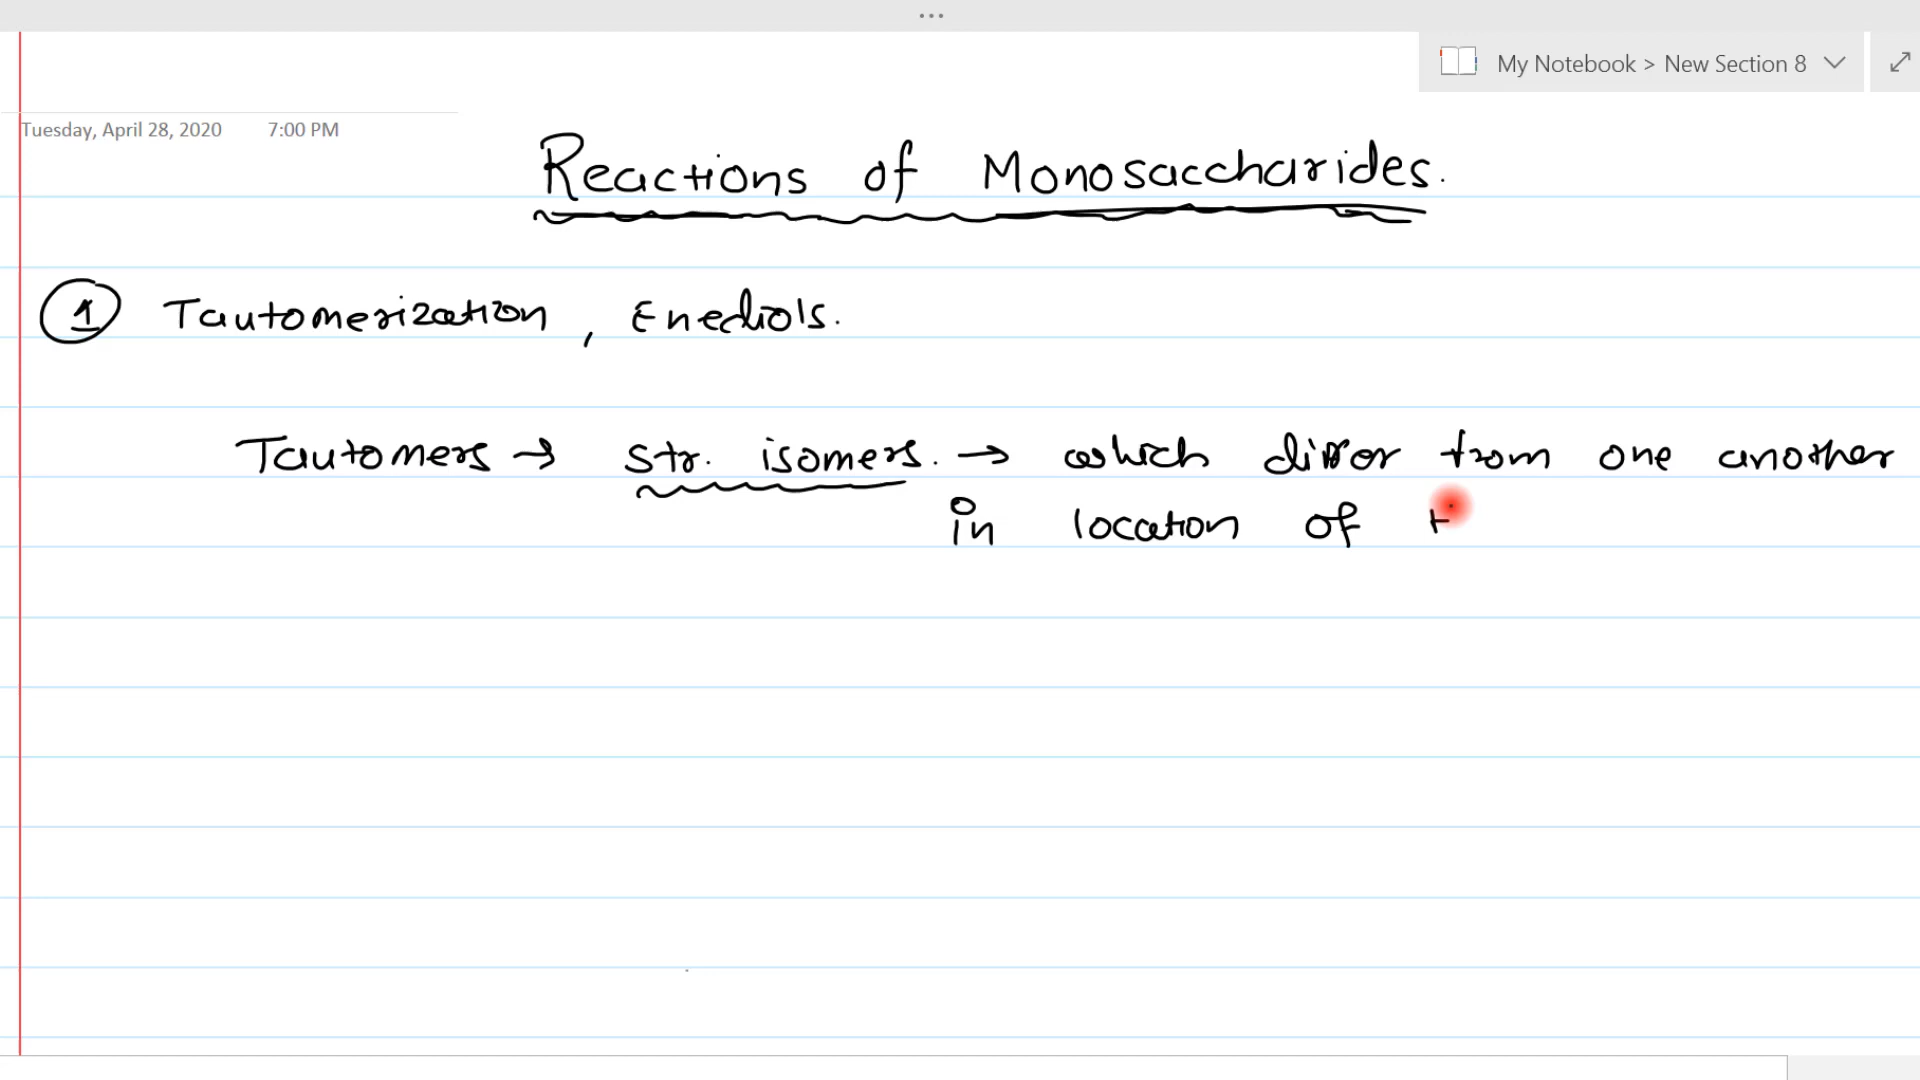 ...
My Notebook > New Section 8
Tuesday, April 28, 2020 7:00 PM
Reactions of Monosaccharides.
1 Tautomerization, Enediols.
Tautomers → str. isomers. → which differ from one another
in location of